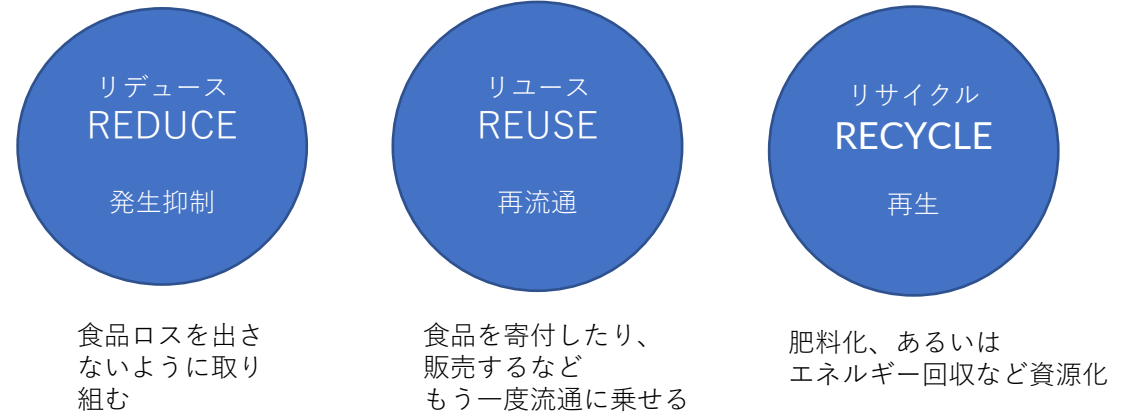 リデュース
REDUCE
発生抑制
食品ロスを出さ
ないように取り
組む
リユース
REUSE
再流通
食品を寄付したり、
販売するなど
もう一度流通に乗せる
リサイクル
RECYCLE
再生
肥料化、あるいは
エネルギー回収など資源化